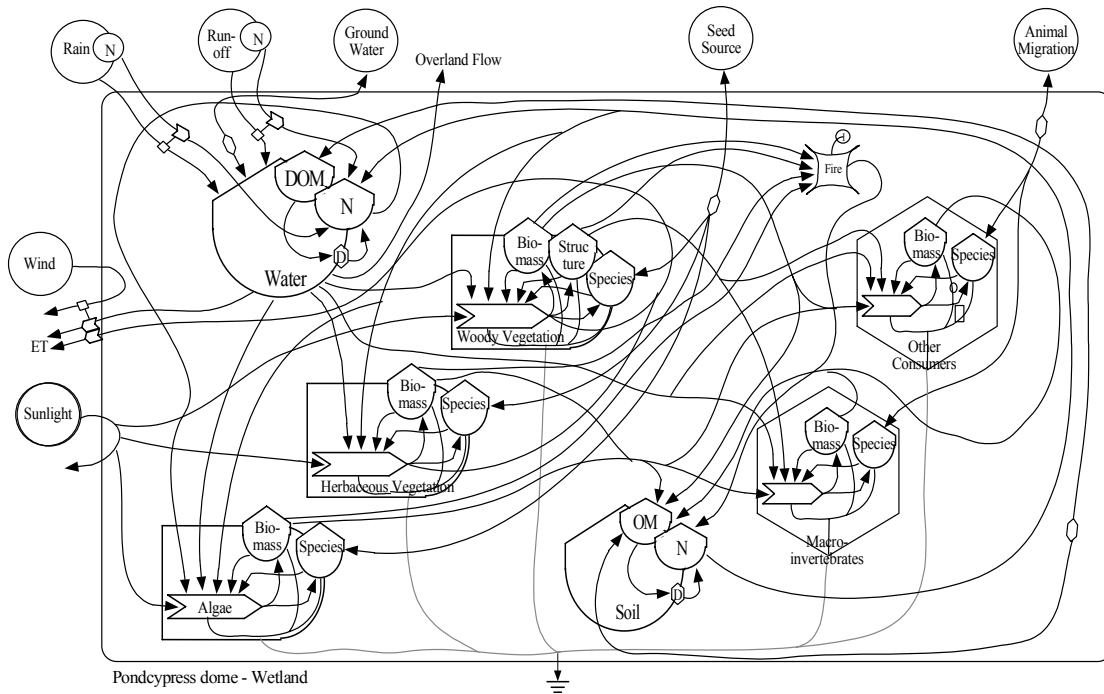 Rain
N
Run-
off
N
Ground
Water
Overland Flow
Seed
Source
Animal
Migration
DOM
N
D
Water
Fire
Wind
ET
Bio-
mass
Struc
ture
Species
Woody Vegetation
Bio-
mass
Species
Other
Consumers
Sunlight
Bio-
mass
Species
Herbaceous Vegetation
Bio-
mass
Species
Macro-
invertebrates
Bio-
mass
Species
Algae
OM
N
D
Soil
Pondcypress dome - Wetland